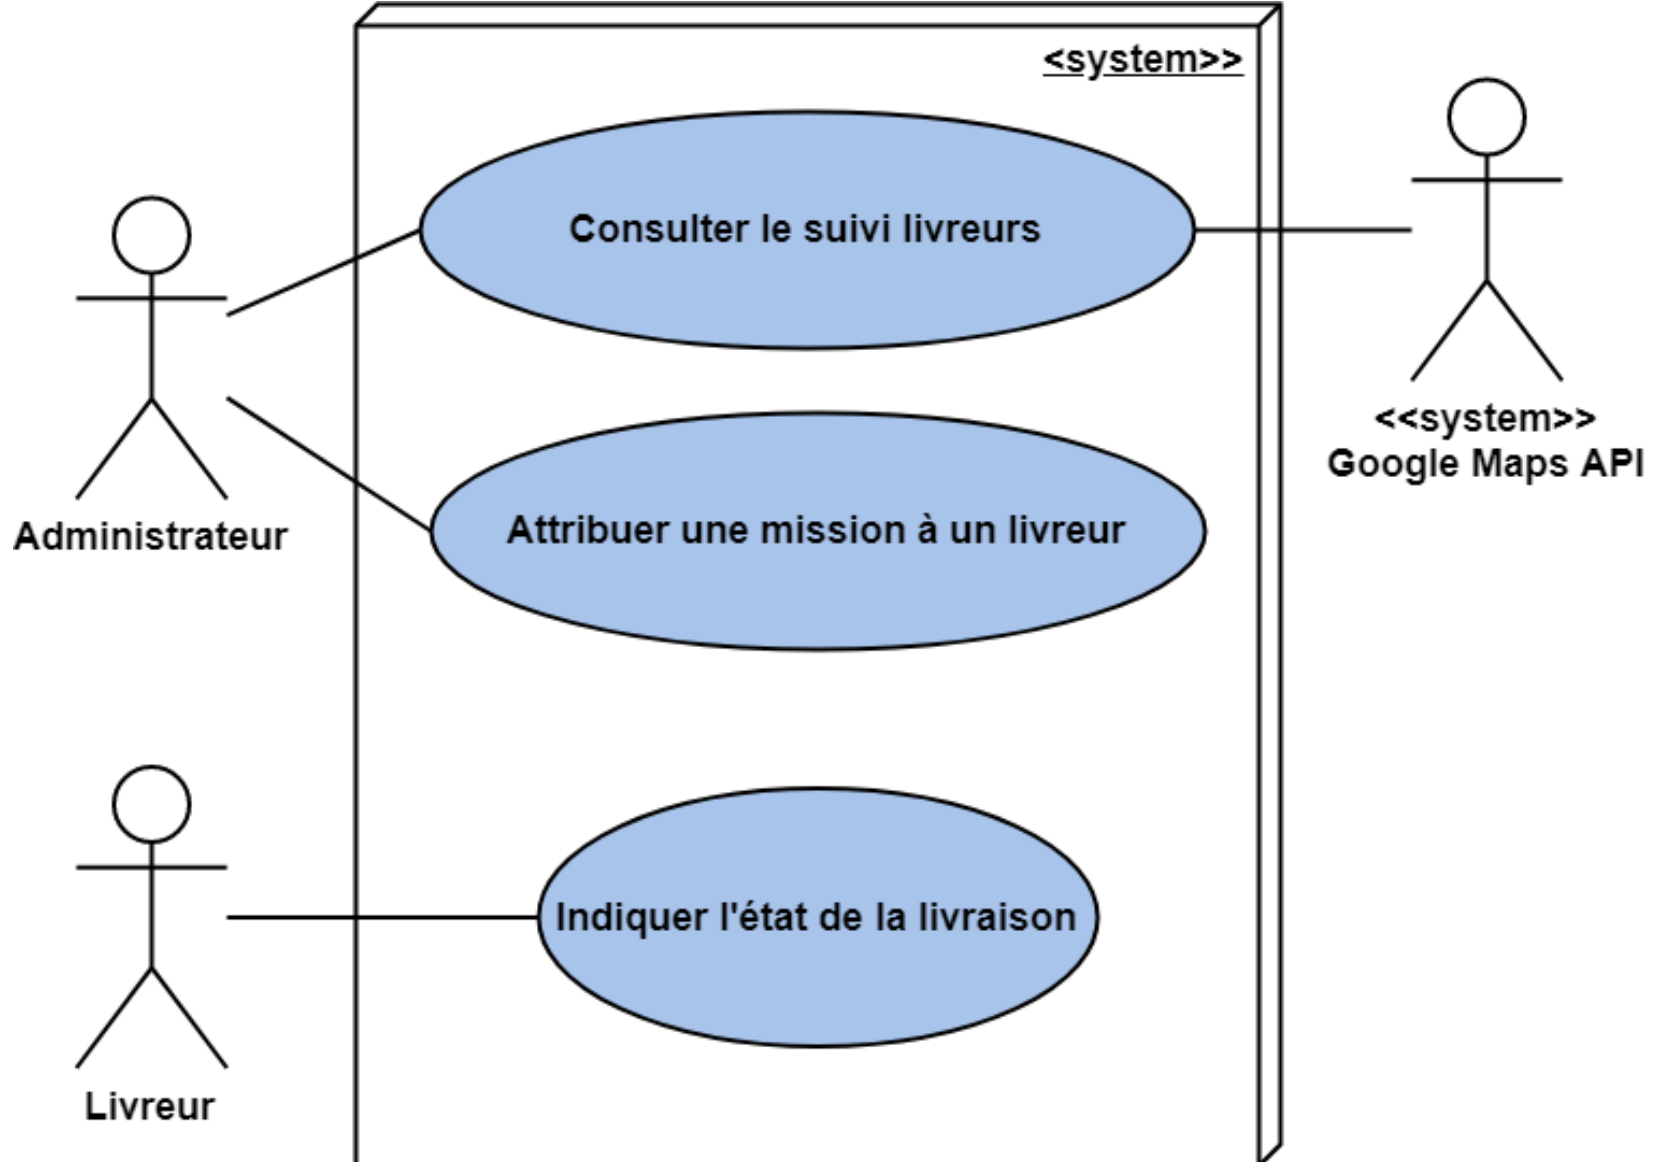 <system>>
Consulter le suivi livreurs
<<system>>
Google Maps API
Attribuer une mission à un livreur
Administrateur
Indiquer l'état de la livraison
Livreur